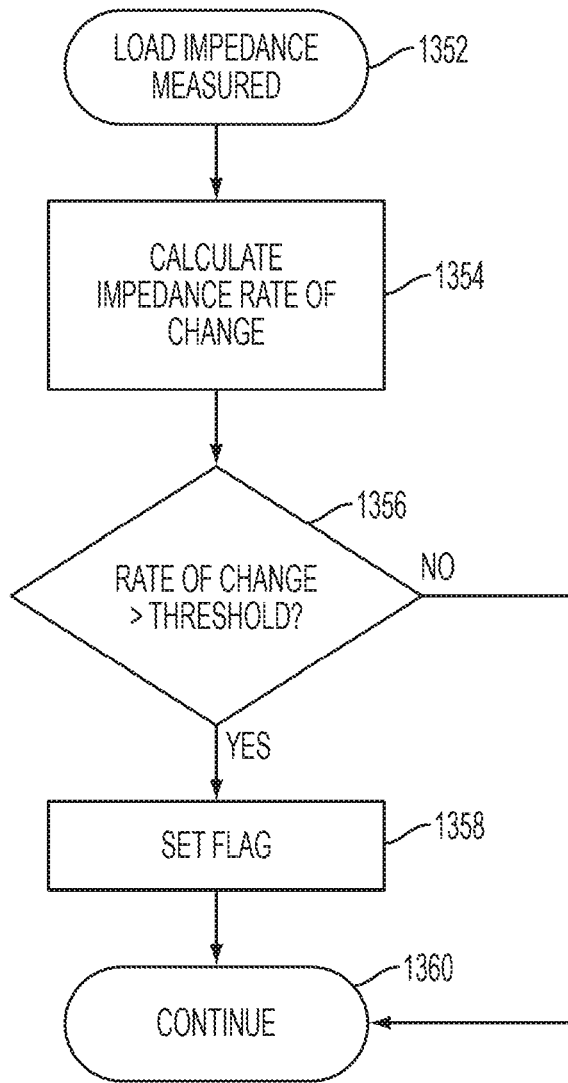 LOAD IMPEDANCE
MEASURED
1352
CALCULATE
IMPEDANCE RATE OF
CHANGE
1354
1356
RATE OF CHANGE
> THRESHOLD?
NO
YES
SET FLAG
1358
1360
CONTINUE